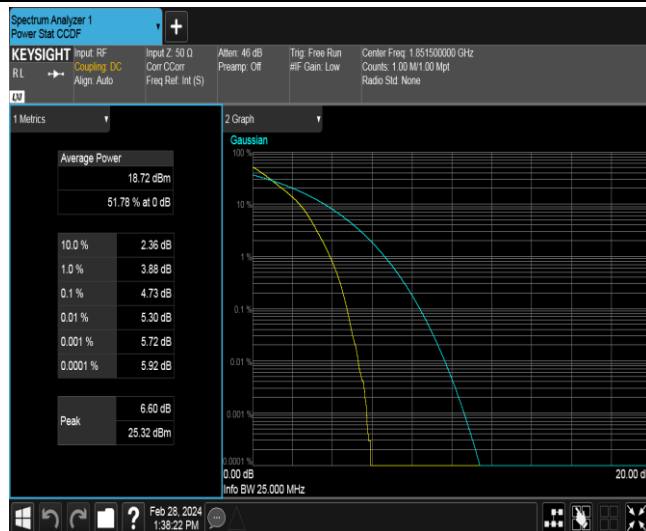 Spectrum Analyzer 1
Power Stat CCDF
KEYSIGHT
RL
Input: RF
Coupling: DC
Align: Auto
Input Z: 50 Ω
Corr CCorr
Freq Ref: Int (S)
Atten: 46 dB
Preamp: Off
Trig: Free Run
#IF Gain: Low
Center Freq: 1.851500000 GHz
Counts: 1.00 M/1.00 Mpt
Radio Std: None
1 Metrics
Average Power
18.72 dBm
51.78 % at 0 dB
10.0 % 2.36 dB
1.0 % 3.88 dB
0.1 % 4.73 dB
0.01 % 5.30 dB
0.001 % 5.72 dB
0.0001 % 5.92 dB
Peak
6.60 dB
25.32 dBm
2 Graph
Gaussian
100 %
10 %
1 %
0.1 %
0.01 %
0.001 %
0.0001 %
0.00 dB
20.00 d
Info BW 25.000 MHz
Feb 28, 2024
1:38:22 PM